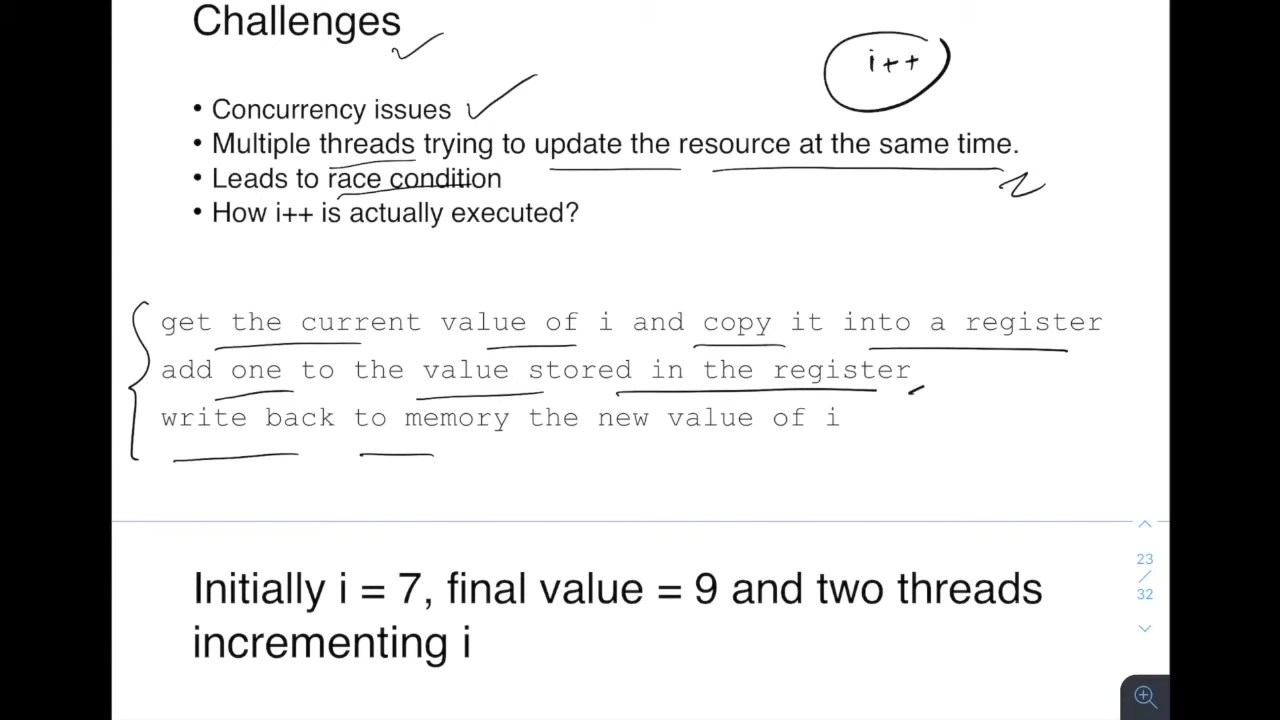 Challenges
i++
• Concurrency issues
• Multiple threads trying to update the resource at the same time.
• Leads to race condition
• How i++ is actually executed?
get the current value of i and copy it into a register
add one to the value stored in the register
write back to memory the new value of i
23
/
32
Initially i = 7, final value = 9 and two threads
incrementing i